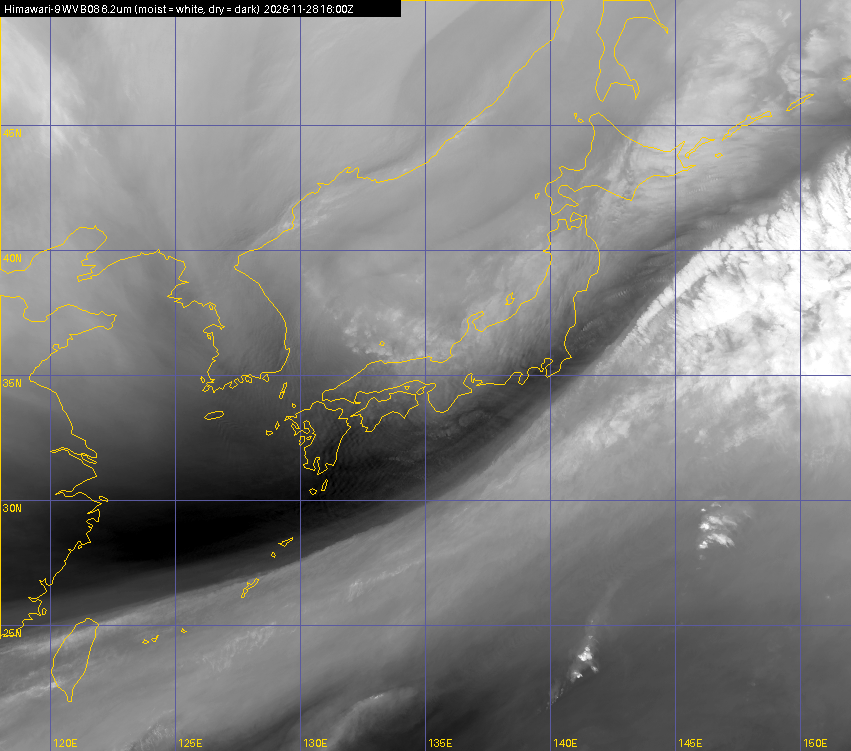 Himawari-9 WV B08 6.2um (moist = white, dry = dark) 2026-11-28 16:00Z
45N
40N
35N
30N
25N
120E 125E 130E 135E 140E 145E 150E